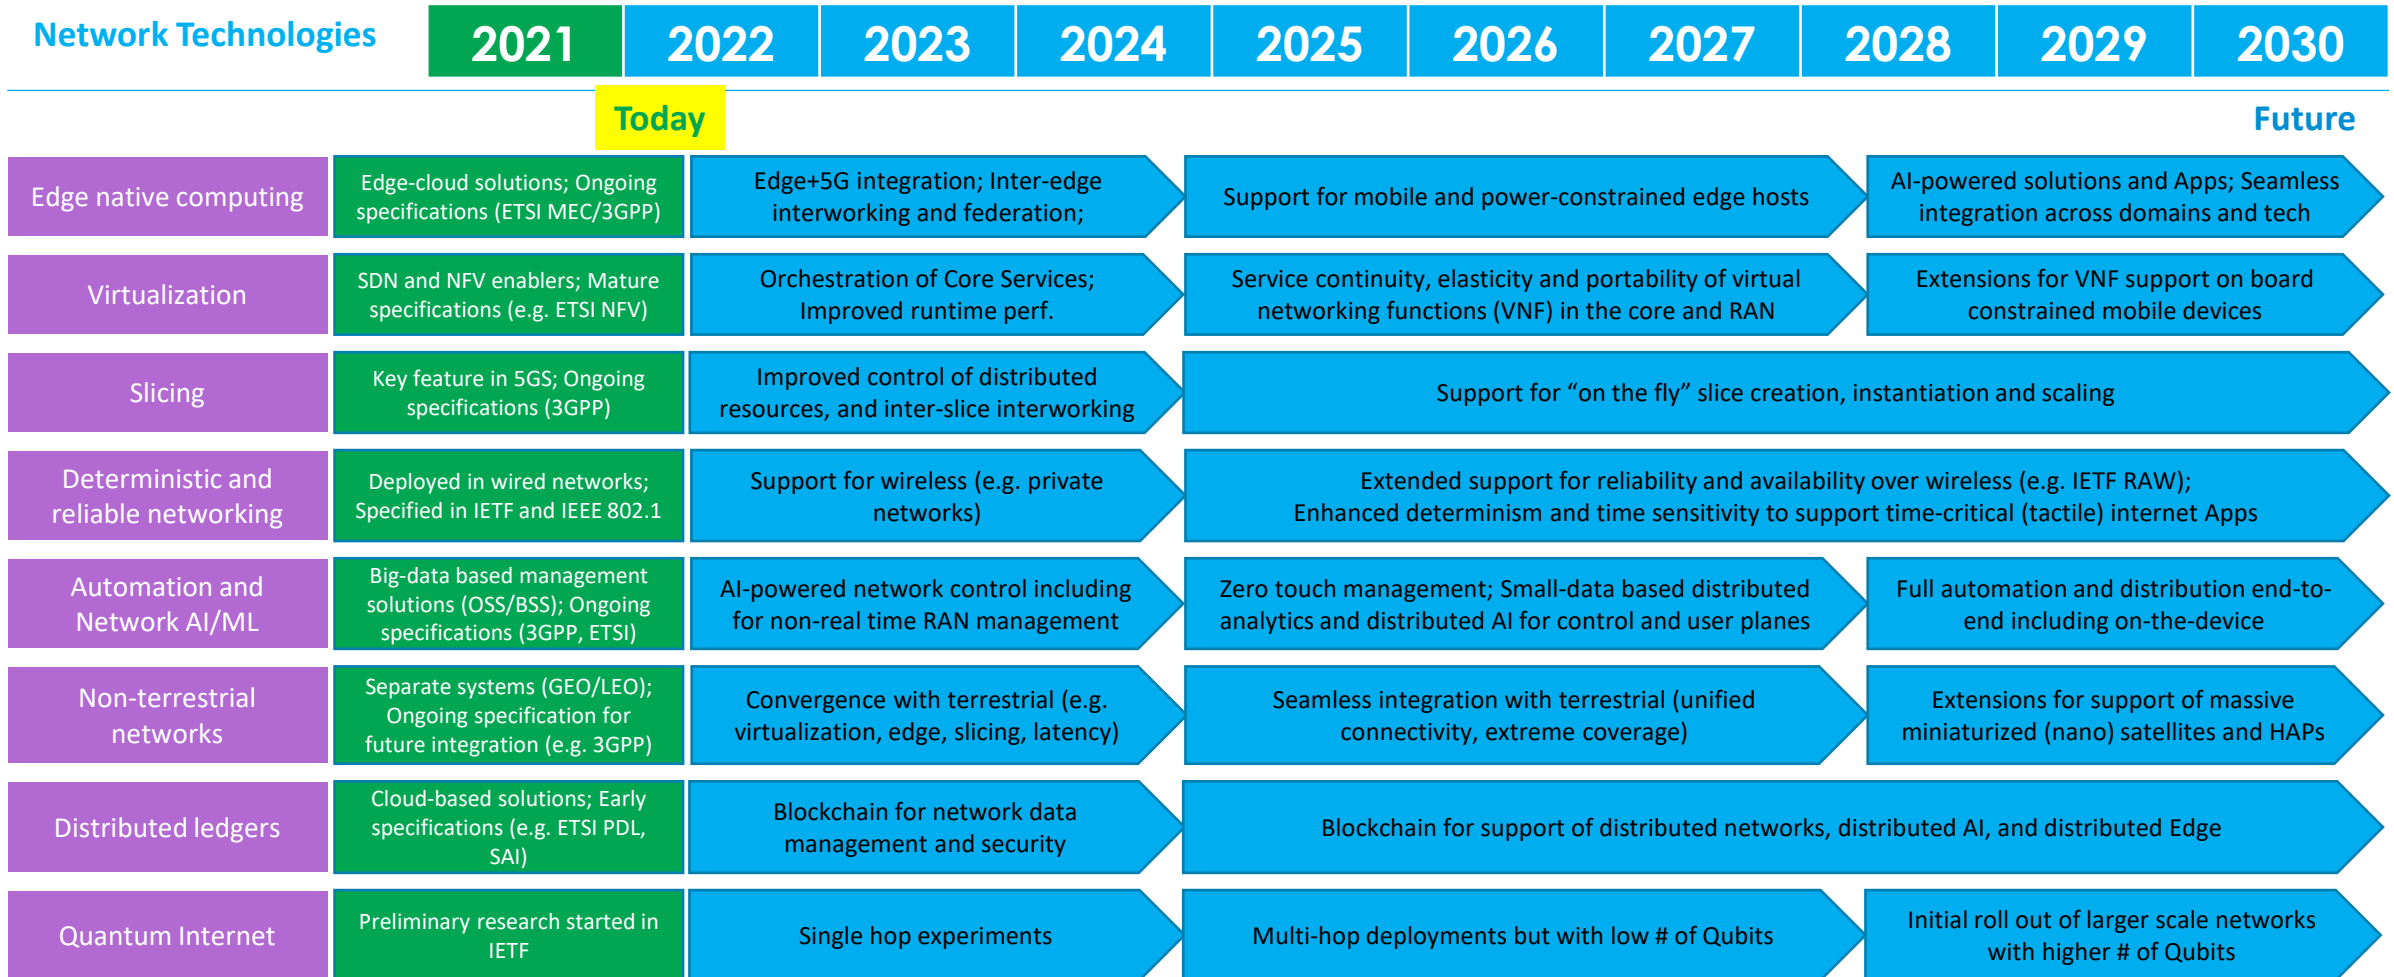 Network Technologies
2021
2022
2023
2024
2025
2026
2027
2028
2029
2030
Today
Future
Edge native computing
Edge-cloud solutions; Ongoing
specifications (ETSI MEC/3GPP)
Edge+5G integration; Inter-edge
interworking and federation;
Support for mobile and power-constrained edge hosts
AI-powered solutions and Apps; Seamless
integration across domains and tech
Virtualization
SDN and NFV enablers; Mature
specifications (e.g. ETSI NFV)
Orchestration of Core Services;
Improved runtime perf.
Service continuity, elasticity and portability of virtual
networking functions (VNF) in the core and RAN
Extensions for VNF support on board
constrained mobile devices
Slicing
Key feature in 5GS; Ongoing
specifications (3GPP)
Improved control of distributed
resources, and inter-slice interworking
Support for “on the fly” slice creation, instantiation and scaling
Deterministic and
reliable networking
Deployed in wired networks;
Specified in IETF and IEEE 802.1
Support for wireless (e.g. private
networks)
Extended support for reliability and availability over wireless (e.g. IETF RAW);
Enhanced determinism and time sensitivity to support time-critical (tactile) internet Apps
Automation and
Network AI/ML
Big-data based management
solutions (OSS/BSS); Ongoing
specifications (3GPP, ETSI)
AI-powered network control including
for non-real time RAN management
Zero touch management; Small-data based distributed
analytics and distributed AI for control and user planes
Full automation and distribution end-to-
end including on-the-device
Non-terrestrial
networks
Separate systems (GEO/LEO);
Ongoing specification for
future integration (e.g. 3GPP)
Convergence with terrestrial (e.g.
virtualization, edge, slicing, latency)
Seamless integration with terrestrial (unified
connectivity, extreme coverage)
Extensions for support of massive
miniaturized (nano) satellites and HAPs
Distributed ledgers
Cloud-based solutions; Early
specifications (e.g. ETSI PDL,
SAI)
Blockchain for network data
management and security
Blockchain for support of distributed networks, distributed AI, and distributed Edge
Quantum Internet
Preliminary research started in
IETF
Single hop experiments
Multi-hop deployments but with low # of Qubits
Initial roll out of larger scale networks
with higher # of Qubits